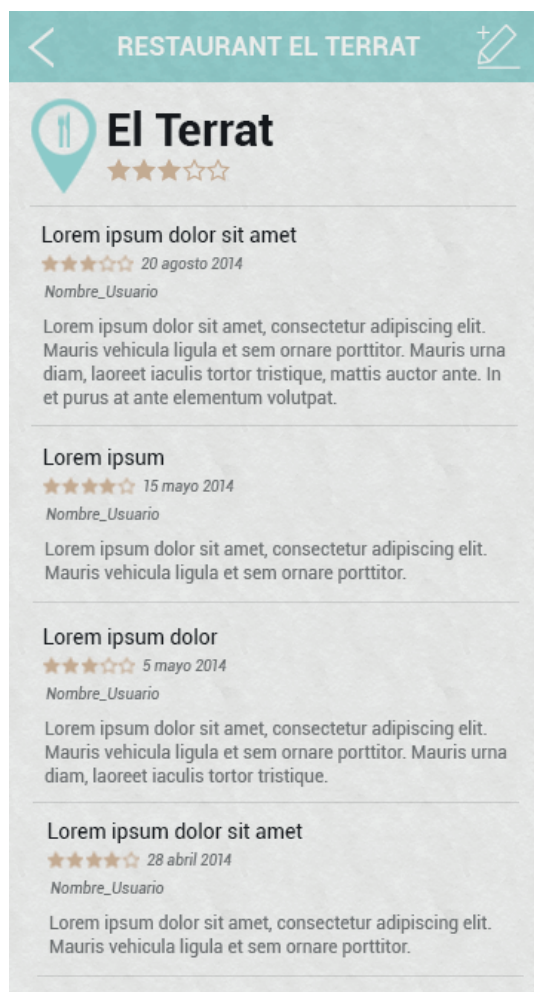 RESTAURANT EL TERRAT
El Terrat
Lorem ipsum dolor sit amet
20 agosto 2014
Nombre_Usuario
Lorem ipsum dolor sit amet, consectetur adipiscing elit.
Mauris vehicula ligula et sem ornare porttitor. Mauris urna
diam, laoreet iaculis tortor tristique, mattis auctor ante. In
et purus at ante elementum volutpat.
Lorem ipsum
15 mayo 2014
Nombre_Usuario
Lorem ipsum dolor sit amet, consectetur adipiscing elit.
Mauris vehicula ligula et sem ornare porttitor.
Lorem ipsum dolor
5 mayo 2014
Nombre_Usuario
Lorem ipsum dolor sit amet, consectetur adipiscing elit.
Mauris vehicula ligula et sem ornare porttitor. Mauris urna
diam, laoreet iaculis tortor tristique.
Lorem ipsum dolor sit amet
28 abril 2014
Nombre_Usuario
Lorem ipsum dolor sit amet, consectetur adipiscing elit.
Mauris vehicula ligula et sem ornare porttitor.